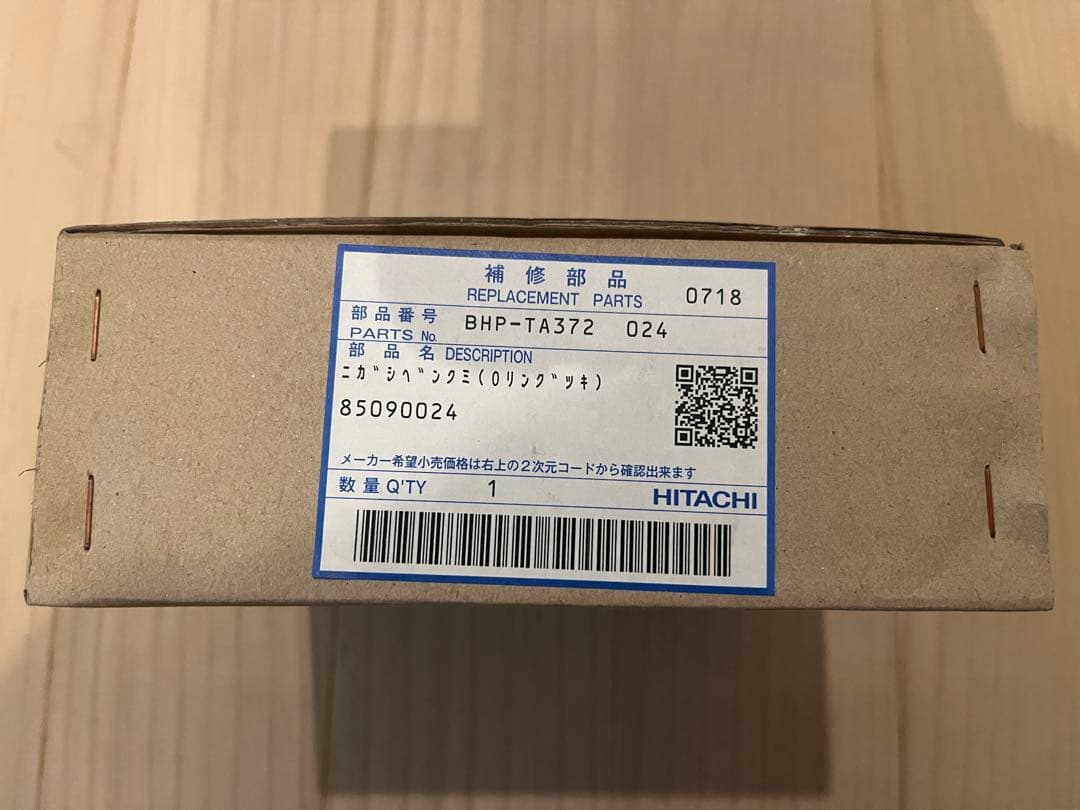 補修部品
REPLACEMENT PARTS 0718
部品番号 BHP-TA372 024
PARTS No.
部品名 DESCRIPTION
ﾆｶﾞｼﾍﾞﾝｸﾐ(Oﾘﾝｸﾞﾂｷ)
85090024
メーカー希望小売価格は右上の2次元コードから確認出来ます
数量 Q'TY 1 HITACHI